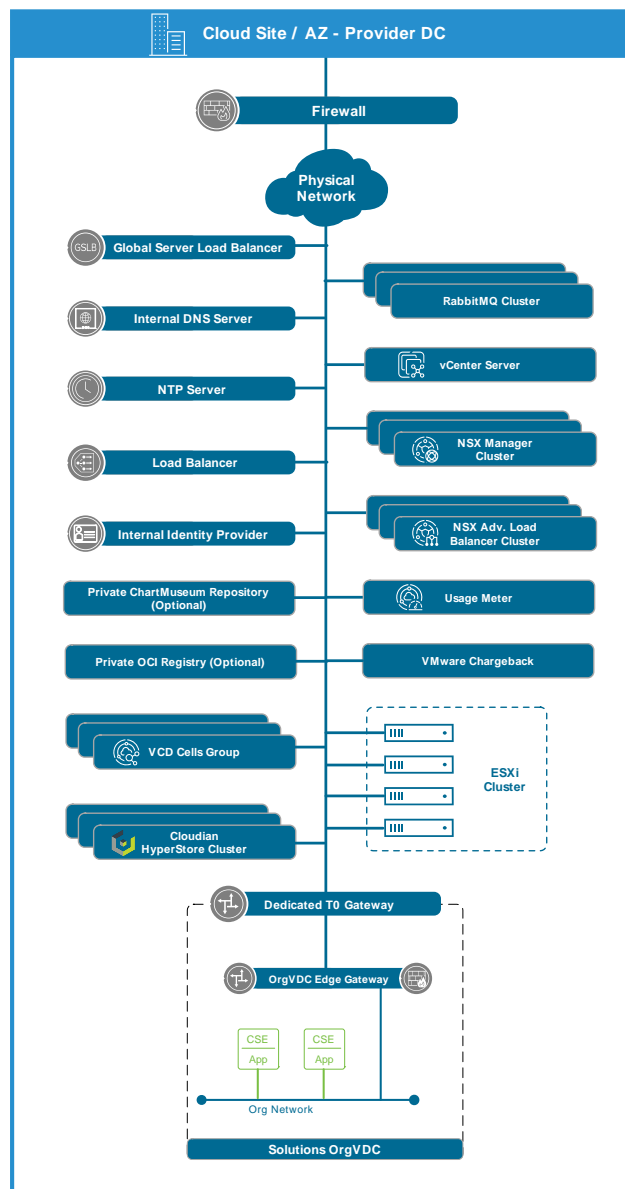 Cloud Site / AZ - Provider DC
Firewall
Physical
Network
GSLB
Global Server Load Balancer
RabbitMQ Cluster
Internal DNS Server
vCenter Server
NTP Server
NSX Manager
Cluster
Load Balancer
NSX Adv. Load
Balancer Cluster
Internal Identity Provider
Private ChartMuseum Repository
(Optional)
Usage Meter
Private OCI Registry (Optional)
VMware Chargeback
VCD Cells Group
ESXi
Cluster
Cloudian
HyperStore Cluster
Dedicated T0 Gateway
OrgVDC Edge Gateway
CSE
App
CSE
App
Org Network
Solutions OrgVDC